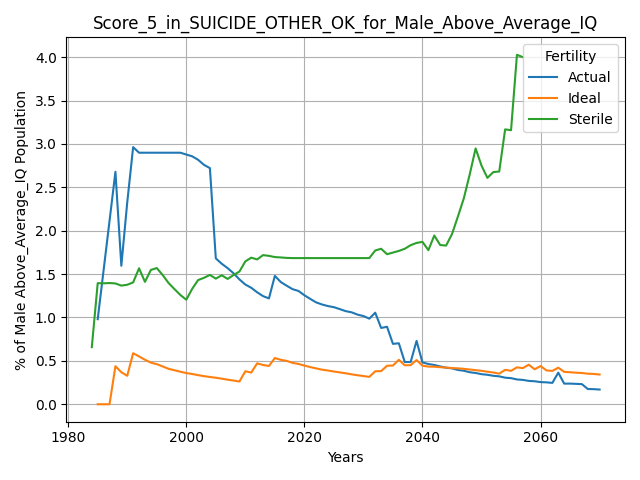 Score_5_in_SUICIDE_OTHER_OK_for_Male_Above_Average_IQ
% of Male Above_Average_IQ Population
4.0
3.5
3.0
2.5
2.0
1.5
1.0
0.5
0.0
Fertility
Actual
Ideal
Sterile
1980
2000
2020
2040
2060
Years